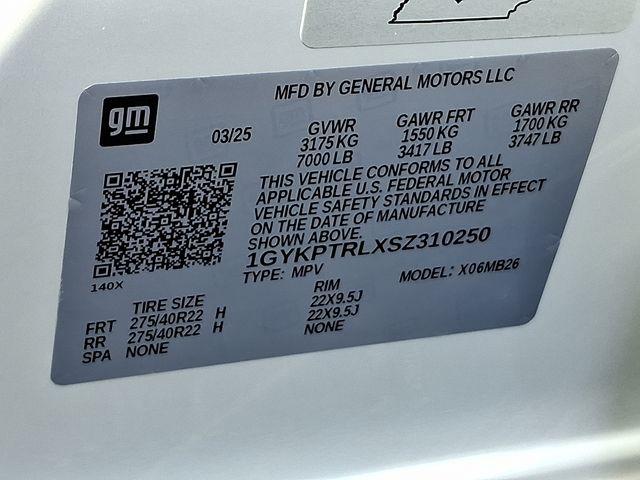 MFD BY GENERAL MOTORS LLC
gm
03/25
GVWR GAWR FRT GAWR RR
3175 KG 1550 KG 1700 KG
7000 LB 3417 LB 3747 LB
THIS VEHICLE CONFORMS TO ALL
APPLICABLE U.S. FEDERAL MOTOR
VEHICLE SAFETY STANDARDS IN EFFECT
ON THE DATE OF MANUFACTURE
SHOWN ABOVE.
1GYKPTRLXSZ310250
TYPE: MPV MODEL: X06MB26
140X
TIRE SIZE RIM
FRT 275/40R22 H 22X9.5J
RR 275/40R22 H 22X9.5J
SPA NONE NONE